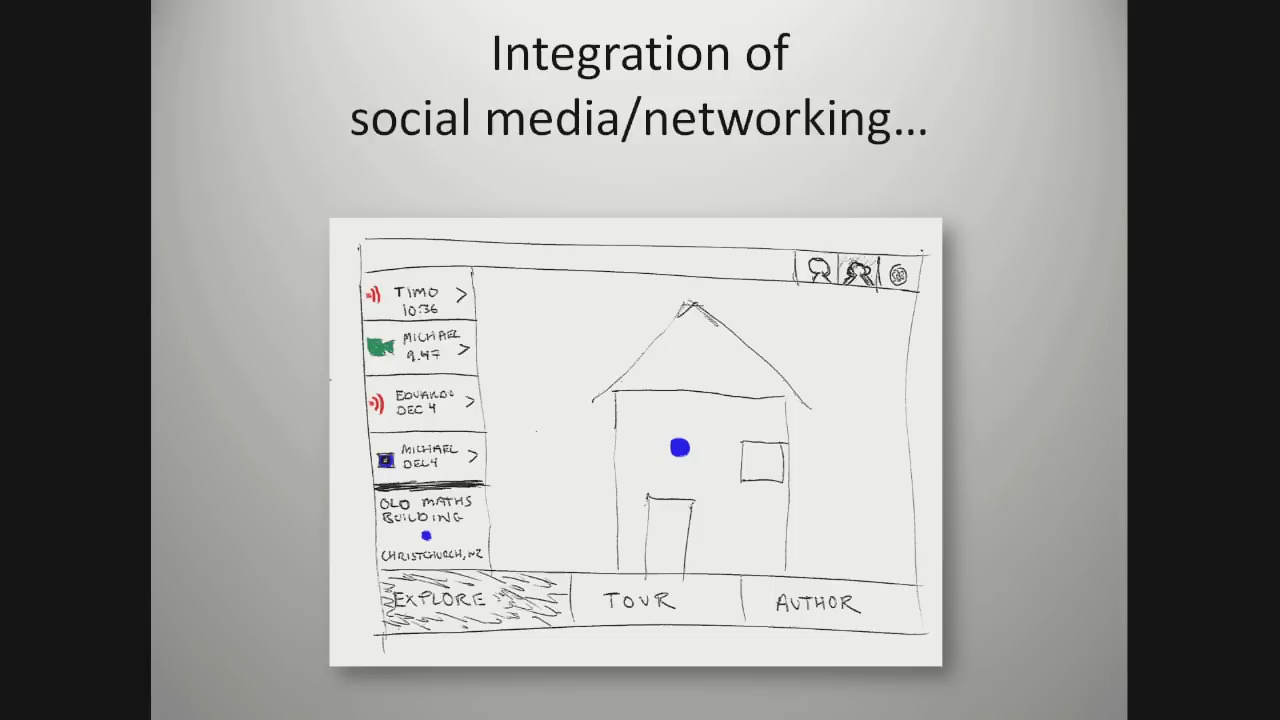 Integration of
social media/networking...
TIMO
10:36
MICHAEL
9.47
EDUARDO
DEC 4
MICHAEL
DEC 4
OLD MATHS
BUILDING
CHRISTCHURCH, NZ
EXPLORE
TOUR
AUTHOR